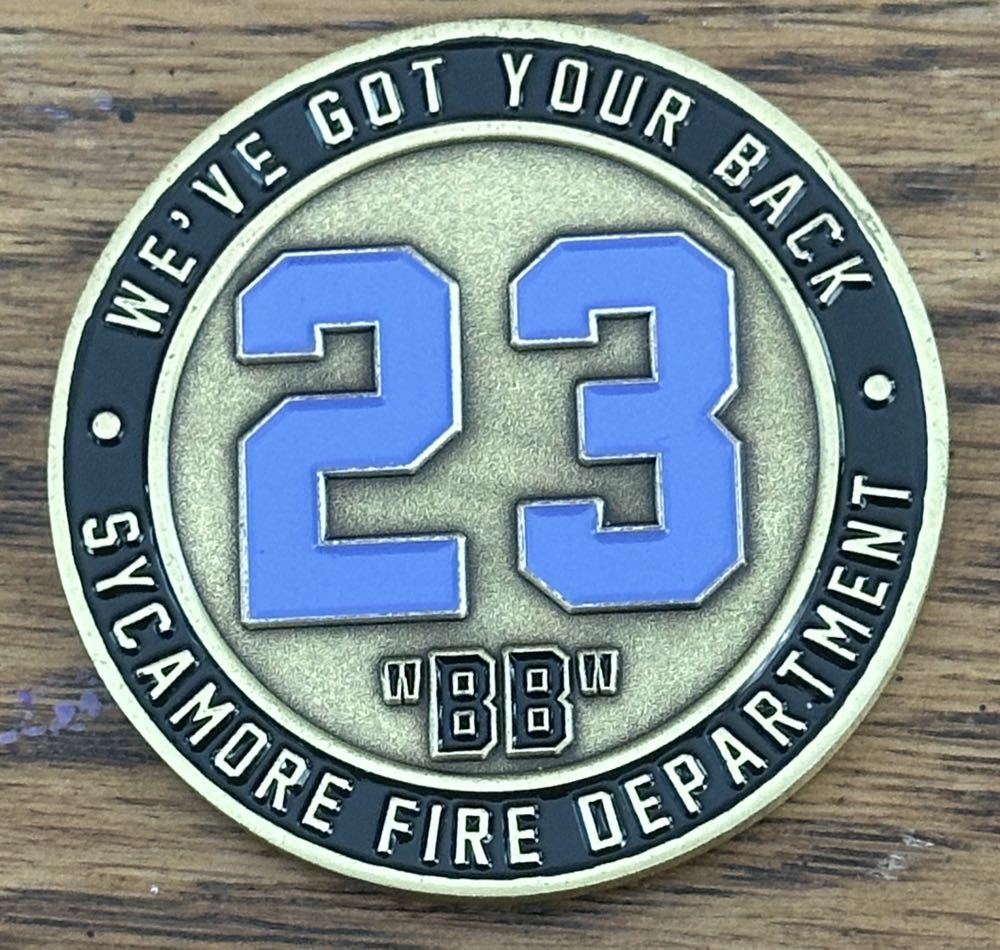 WE'VE GOT YOUR BACK
23
"BB"
SYCAMORE FIRE DEPARTMENT